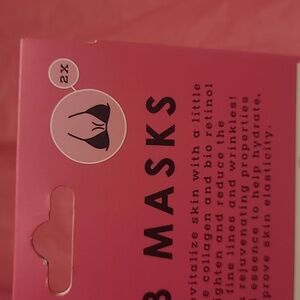 2X
B MASKS
vitalize skin with a little
e collagen and bio retinol
ghten and reduce the
fine lines and wrinkles!
rejuvenating properties
essence to help hydrate,
prove skin elasticity.